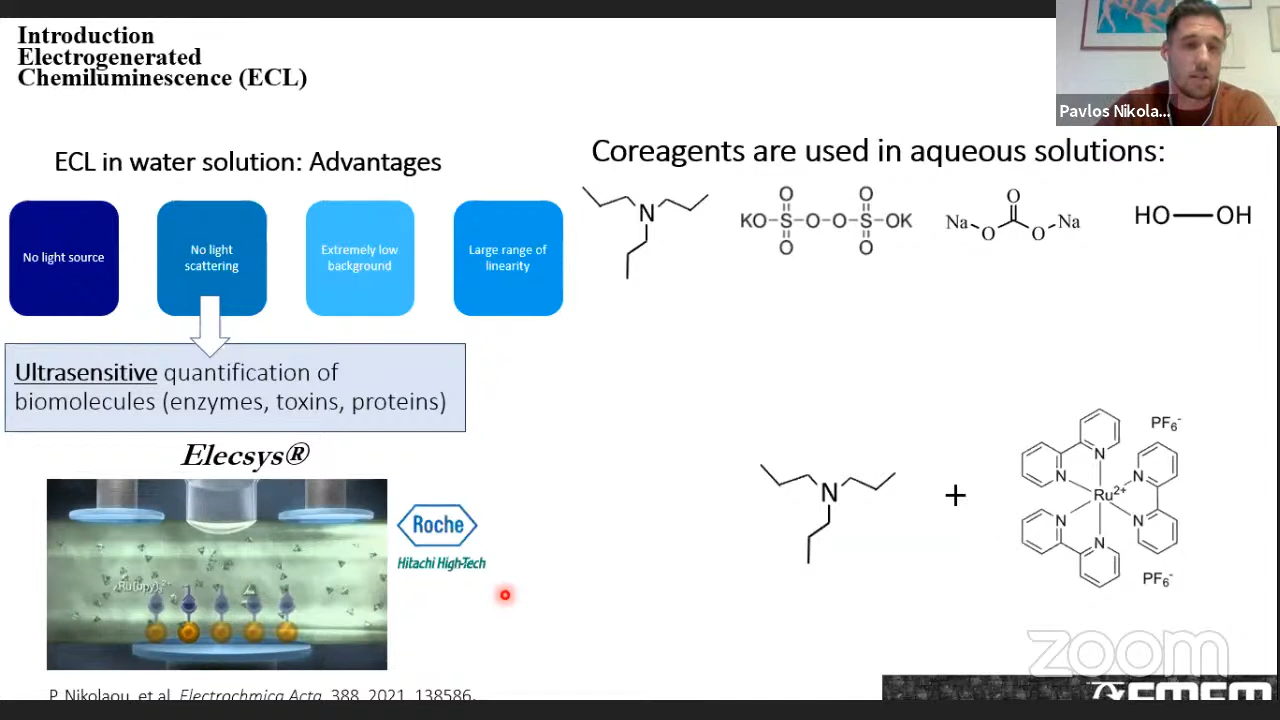 Introduction
Electrogenerated
Chemiluminescence (ECL)
Pavlos Nikola...
ECL in water solution: Advantages
No light source
No light
scattering
Extremely low
background
Large range of
linearity
Ultrasensitive quantification of
biomolecules (enzymes, toxins, proteins)
Elecsys®
Roche
Hitachi High-Tech
P. Nikolaou, et al. Electrochmica Acta, 388, 2021, 138586.
Coreagents are used in aqueous solutions:
N
O O
KO S O O S OK
O O
O
Na O O Na
HO OH
N
+
N N N Ru2+ N N N
PF6-
PF6-
zoom